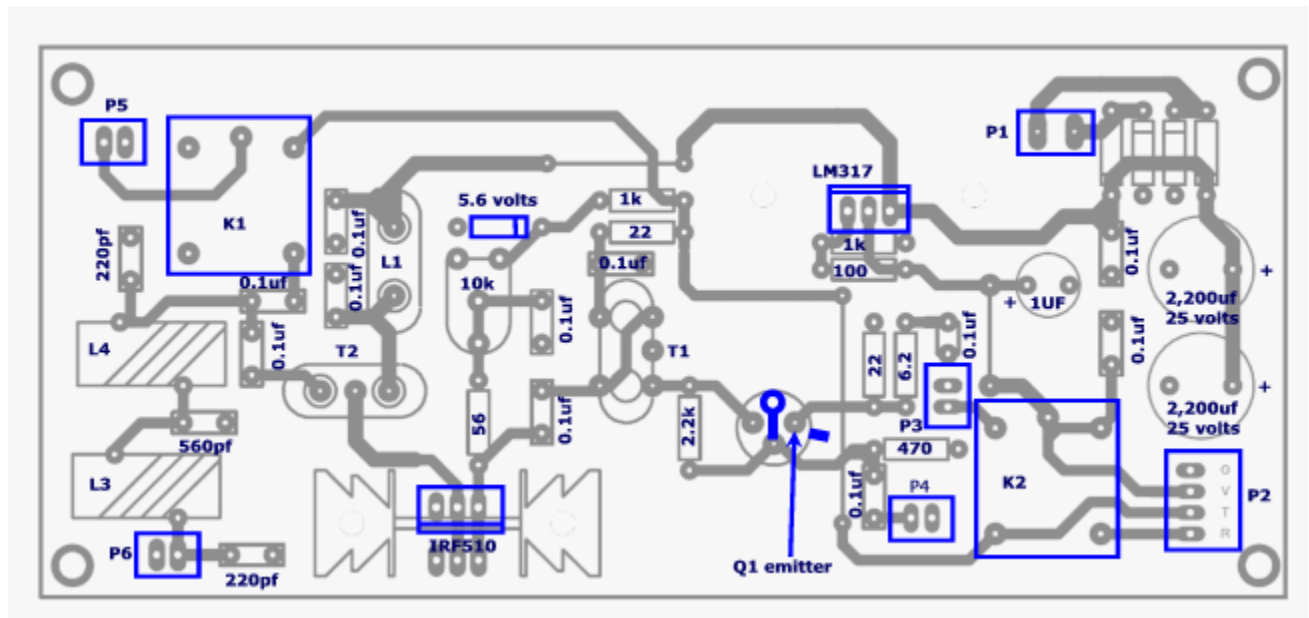 P5
K1
220pf
0.1uf
0.1uf
L4
560pf
L3
P6
220pf
T2
0.1uf
0.1uf
L1
5.6 volts
10k
0.1uf
56
0.1uf
IRF510
1k
22
0.1uf
T1
2.2k
Q1 emitter
LM317
1k
100
+
1UF
22
6.2
0.1uf
P3
470
0.1uf
P4
K2
P1
0.1uf
2,200uf
25 volts
+
0.1uf
2,200uf
25 volts
+
P2
G
V
T
R